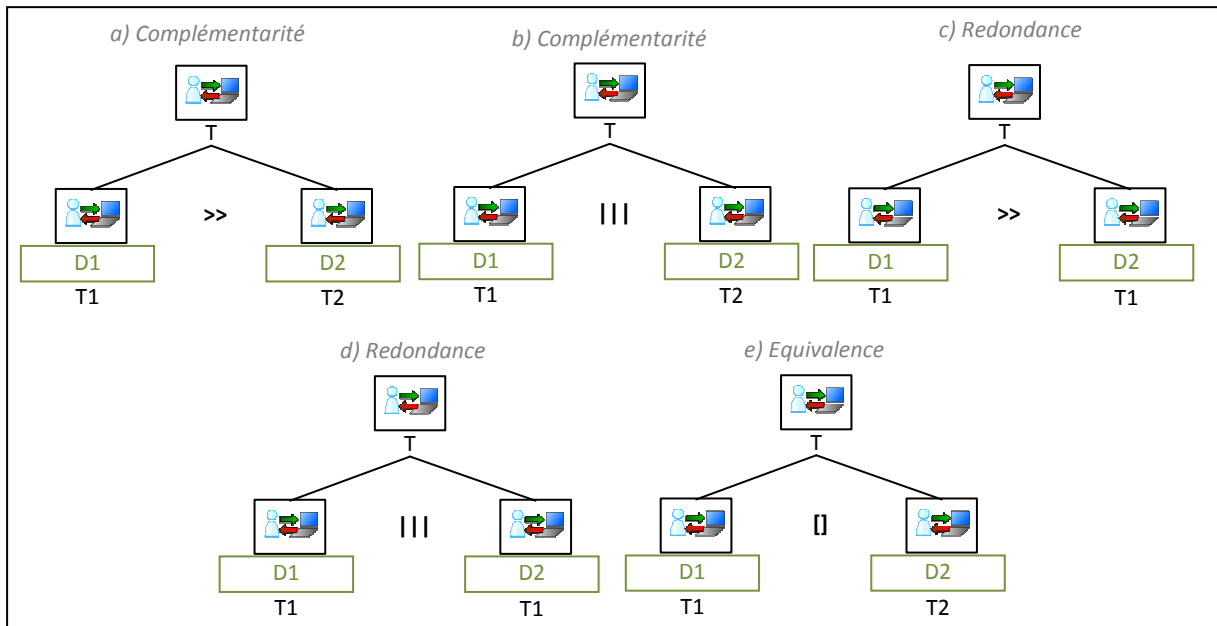 a) Complémentarité
b) Complémentarité
c) Redondance
T
T
T
>>
|||
>>
D1
D2
D1
D2
D1
D2
T1
T2
T1
T2
T1
T1
d) Redondance
e) Equivalence
T
T
|||
[]
D1
D2
D1
D2
T1
T1
T1
T2